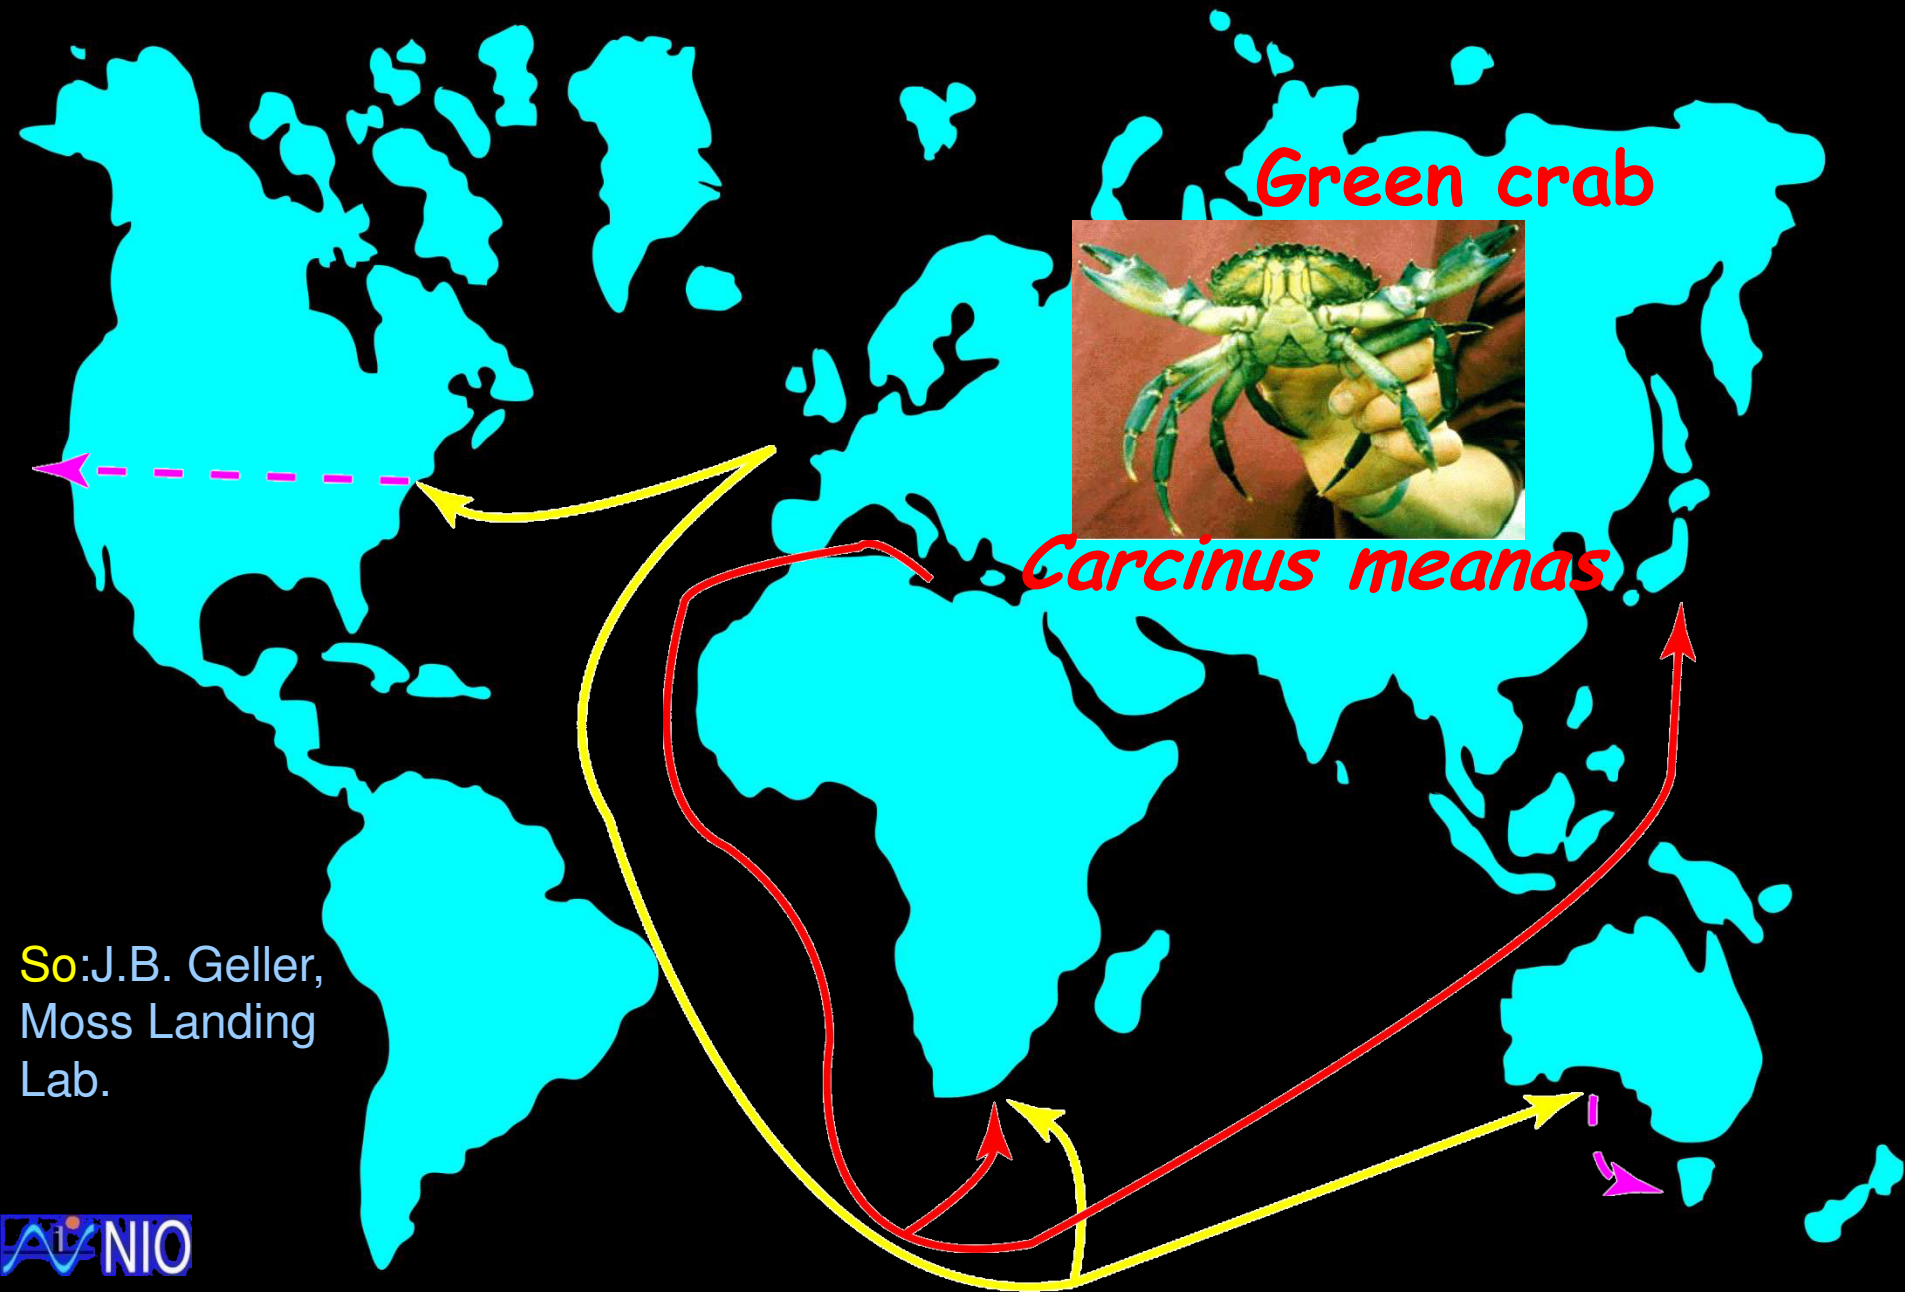 Green crab
Carcinus meanas
So:J.B. Geller,
Moss Landing
Lab.
NIO